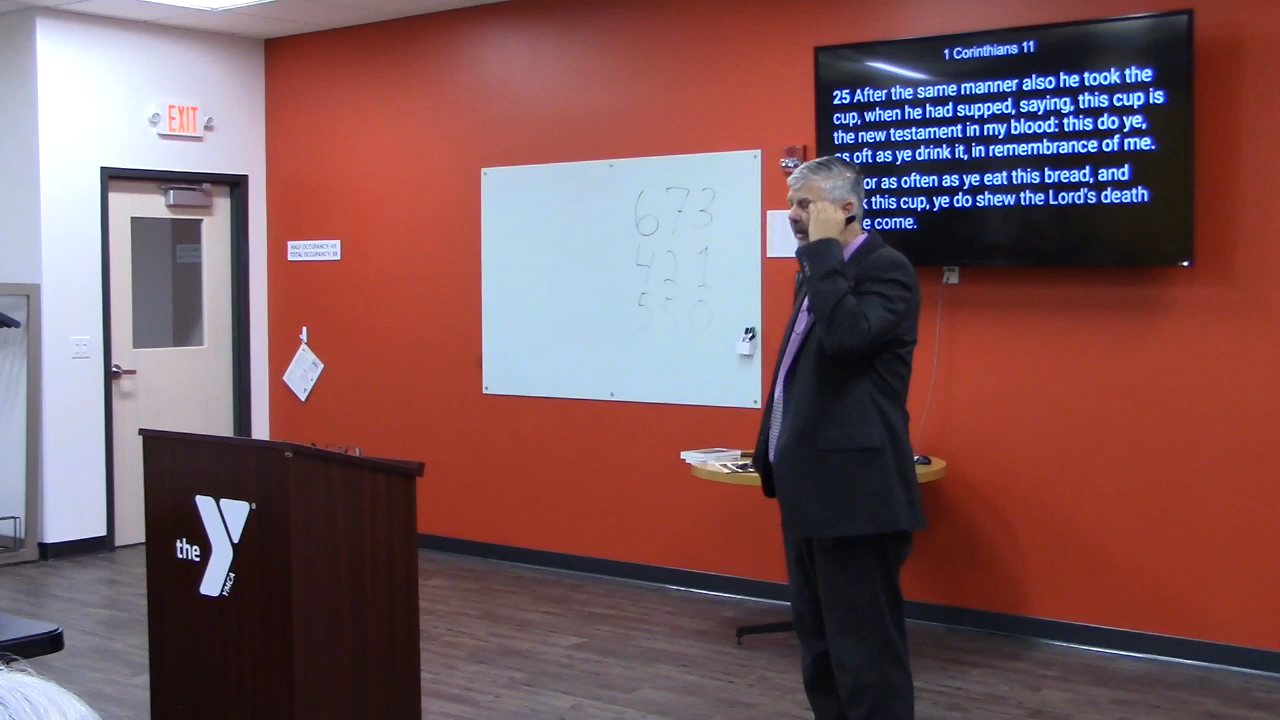 EXIT
HALF OCCUPANCY: 49
673
421
550
1 Corinthians 11
25 After the same manner also he took the
cup, when he had supped, saying, this cup is
the new testament in my blood: this do ye,
as oft as ye drink it, in remembrance of me.
or as often as ye eat this bread, and
k this cup, ye do shew the Lord's death
e come.
the Y
YMCA